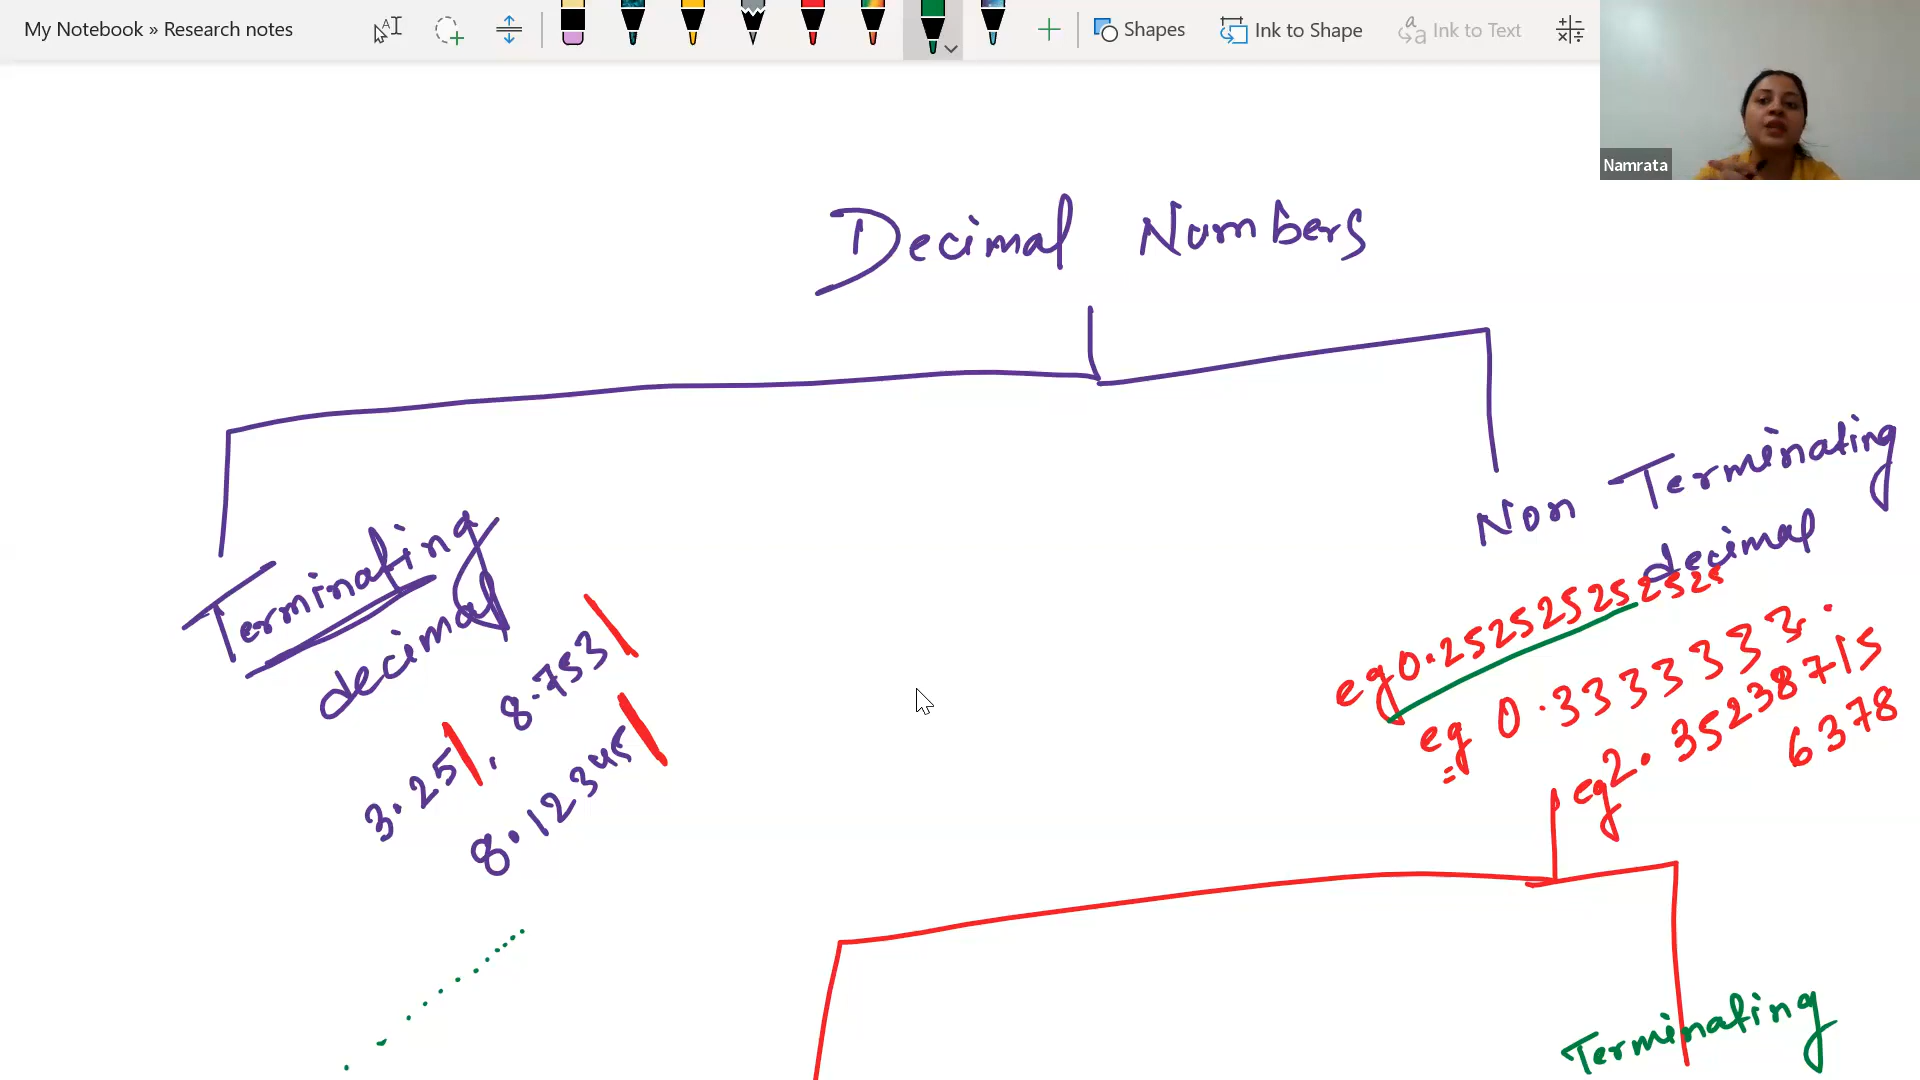 My Notebook » Research notes
Shapes
Ink to Shape
Ink to Text
Namrata
Decimal Numbers
Terminating
decimal
3.25, 8.753
8.12345
Non Terminating
decimal
eg 0.252525252525
eg 0.333333.
eg 2.35238715
6378
Terminating